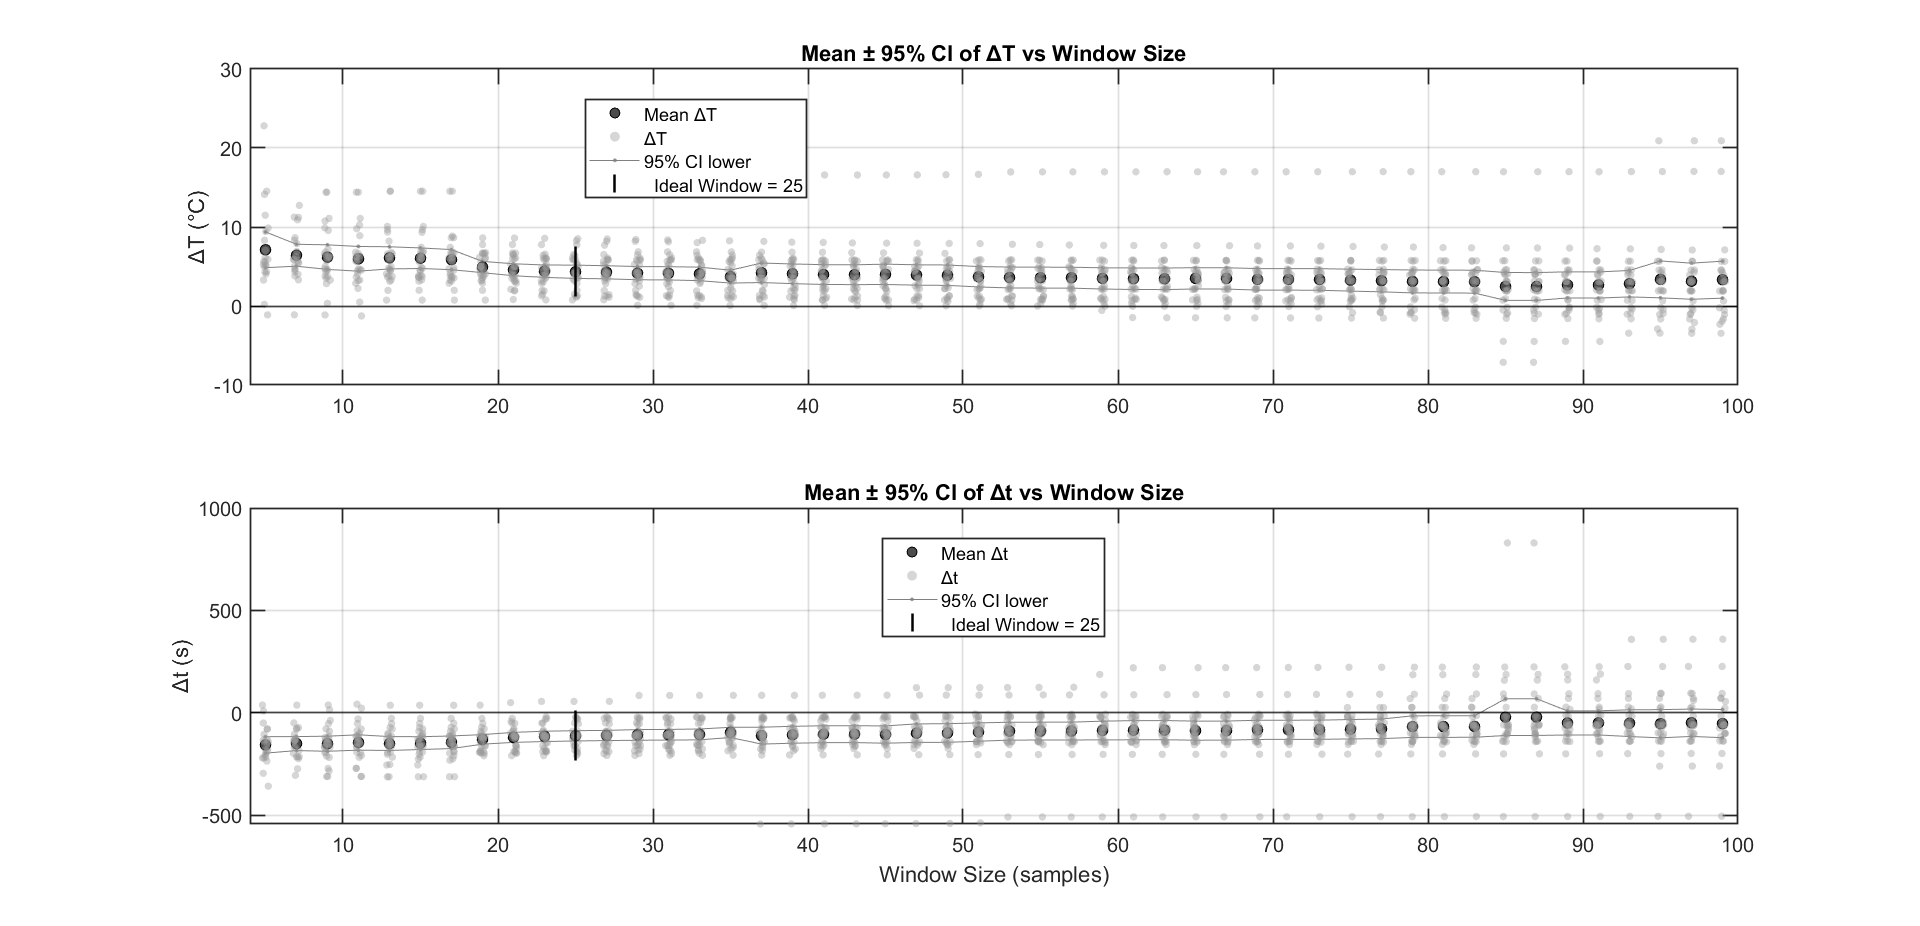 Mean ± 95% CI of ΔT vs Window Size
30
20
10
0
-10
ΔT (°C)
Mean ΔT
ΔT
95% CI lower
Ideal Window = 25
10 20 30 40 50 60 70 80 90 100
Mean ± 95% CI of Δt vs Window Size
1000
500
0
-500
Δt (s)
Mean Δt
Δt
95% CI lower
Ideal Window = 25
10 20 30 40 50 60 70 80 90 100
Window Size (samples)